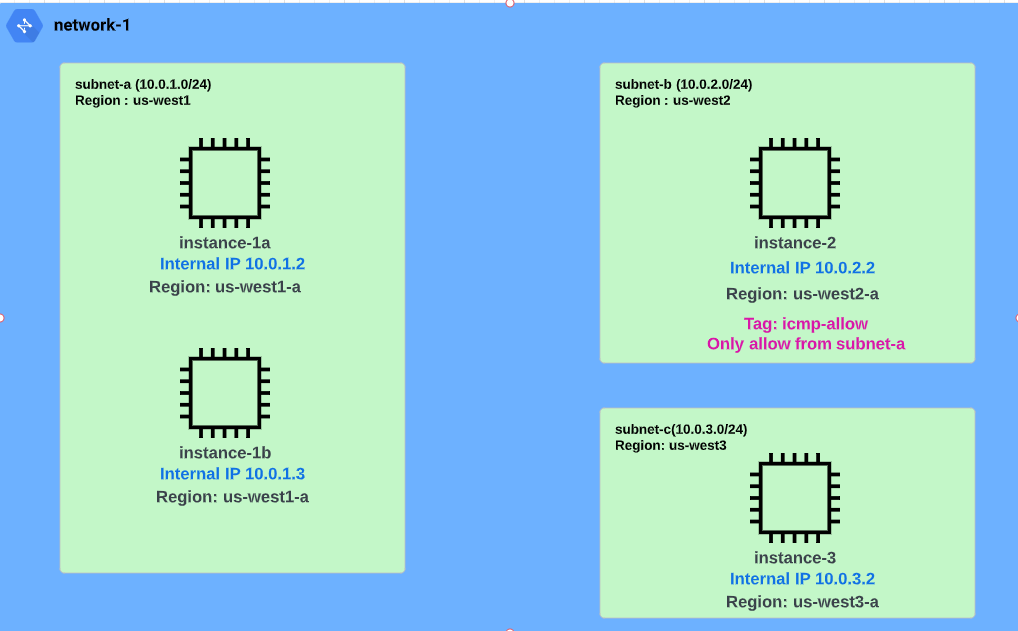 network-1
subnet-a (10.0.1.0/24)
Region : us-west1
instance-1a
Internal IP 10.0.1.2
Region: us-west1-a
instance-1b
Internal IP 10.0.1.3
Region: us-west1-a
subnet-b (10.0.2.0/24)
Region : us-west2
instance-2
Internal IP 10.0.2.2
Region: us-west2-a
Tag: icmp-allow
Only allow from subnet-a
subnet-c(10.0.3.0/24)
Region: us-west3
instance-3
Internal IP 10.0.3.2
Region: us-west3-a